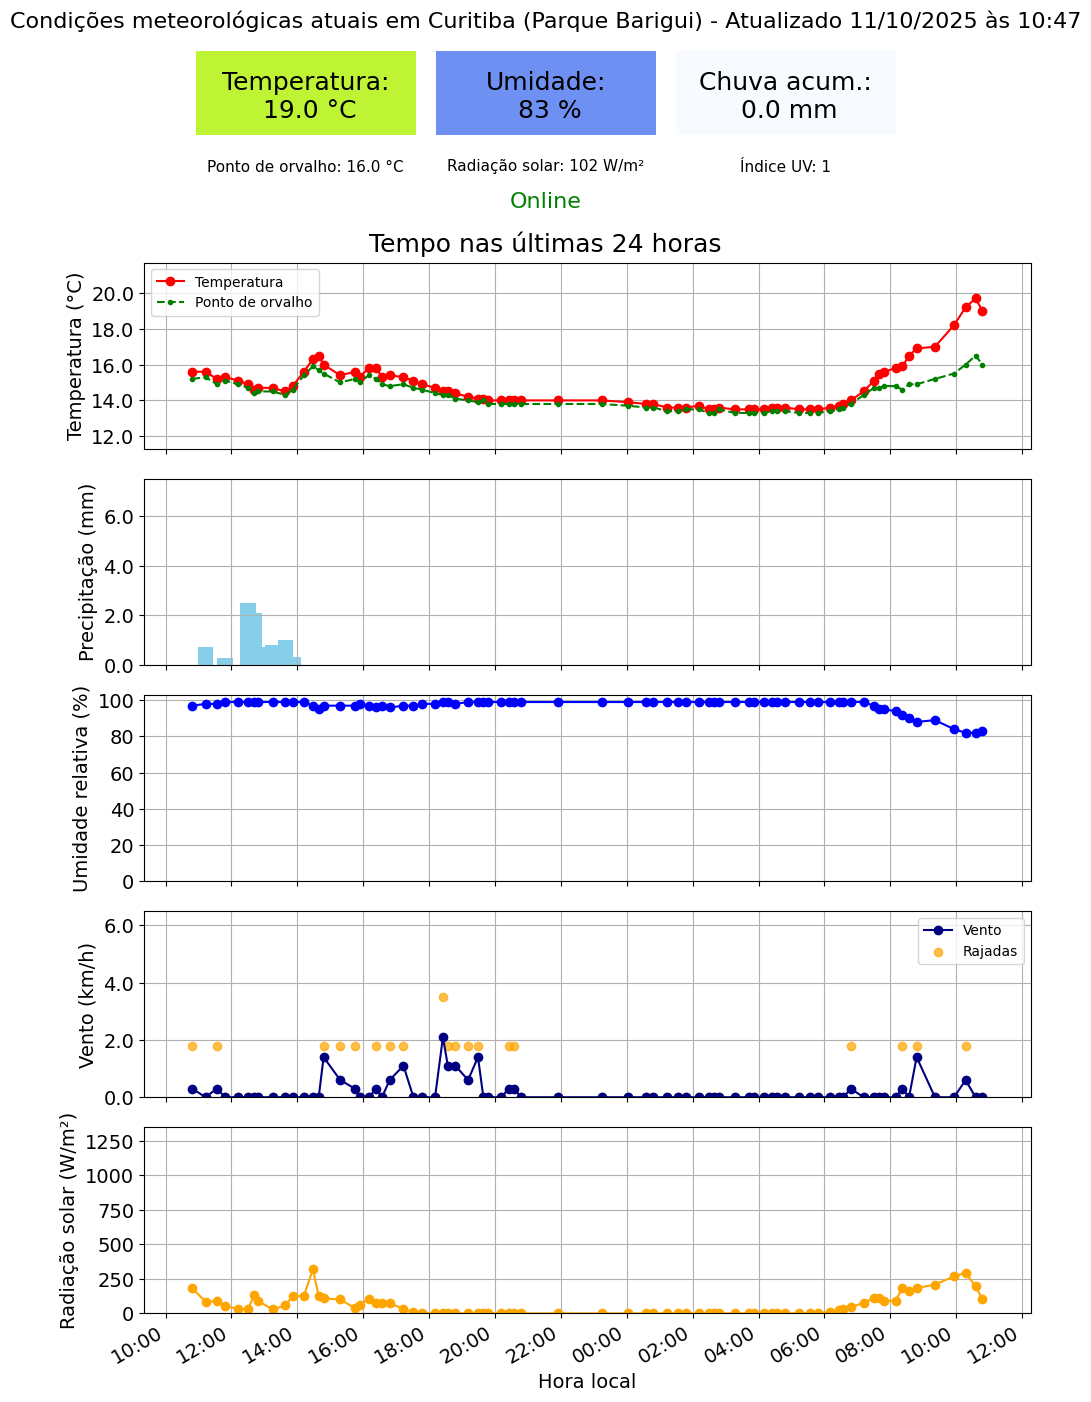 Condições meteorológicas atuais em Curitiba (Parque Barigui) - Atualizado 11/10/2025 às 10:47
Temperatura:
19.0 °C
Umidade:
83 %
Chuva acum.:
0.0 mm
Ponto de orvalho: 16.0 °C
Radiação solar: 102 W/m²
Índice UV: 1
Online
Tempo nas últimas 24 horas
Temperatura (°C)
20.0
18.0
16.0
14.0
12.0
Temperatura
Ponto de orvalho
Precipitação (mm)
6.0
4.0
2.0
0.0
Umidade relativa (%)
100
80
60
40
20
0
Vento (km/h)
6.0
4.0
2.0
0.0
Vento
Rajadas
Radiação solar (W/m²)
1250
1000
750
500
250
0
10:00
12:00
14:00
16:00
18:00
20:00
22:00
00:00
02:00
04:00
06:00
08:00
10:00
12:00
Hora local